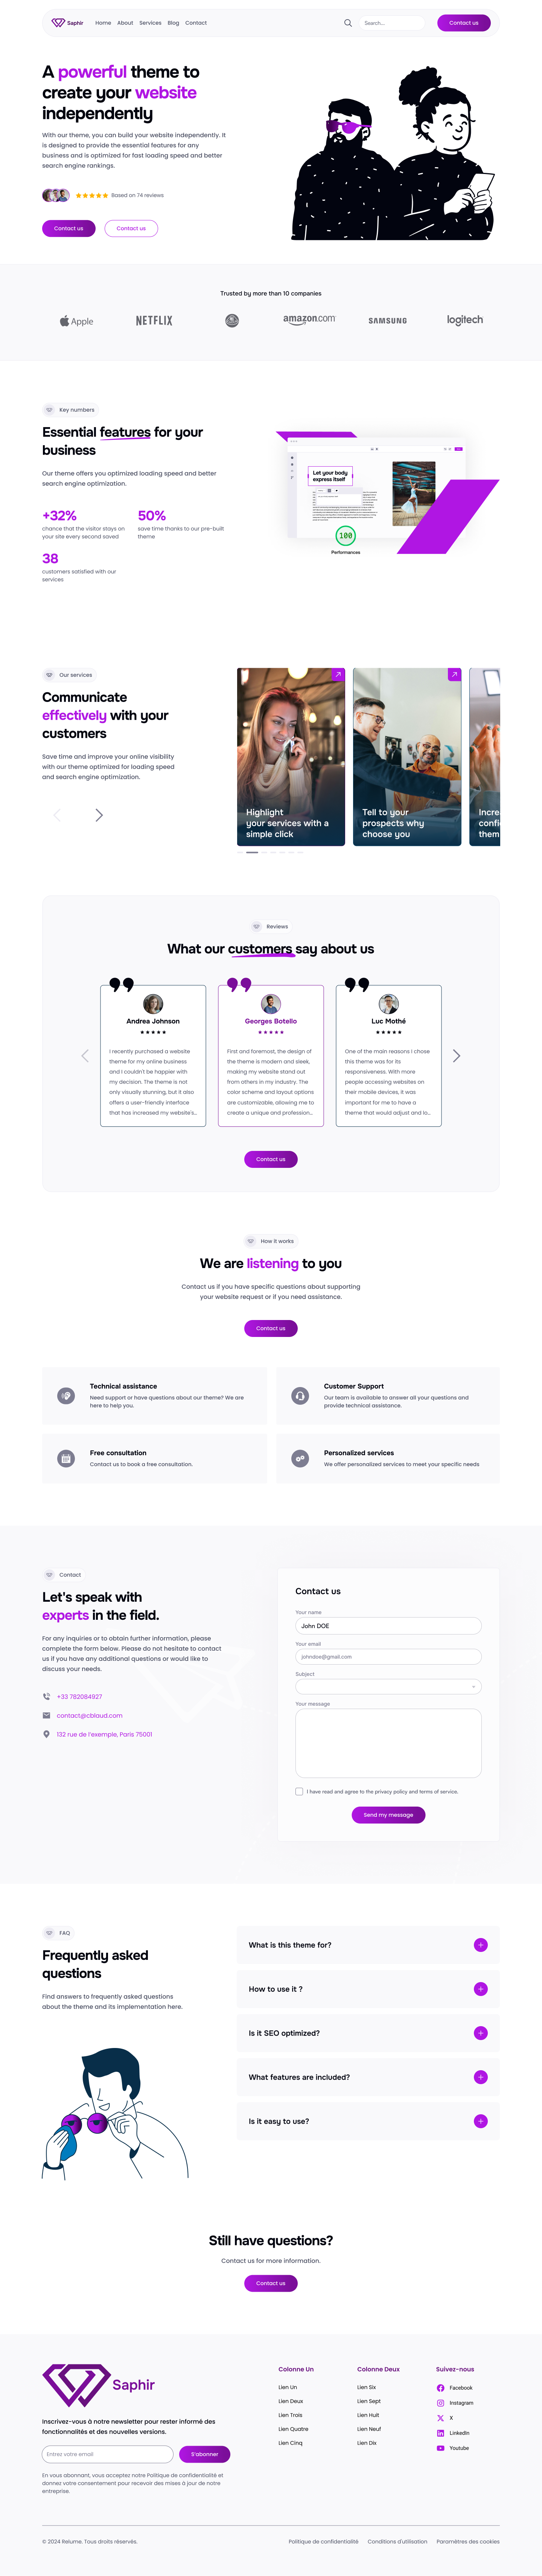 Saphir
Home
About
Services
Blog
Contact
Search...
Contact us
A powerful theme to
create your website
independently
With our theme, you can build your website independently. It
is designed to provide the essential features for any
business and is optimized for fast loading speed and better
search engine rankings.
Based on 74 reviews
Contact us
Contact us
Trusted by more than 10 companies
Apple
NETFLIX
amazon.com
SAMSUNG
logitech
Key numbers
Essential features for your
business
Our theme offers you optimized loading speed and better
search engine optimization.
+32%
chance that the visitor stays on
your site every second saved
50%
save time thanks to our pre-built
theme
38
customers satisfied with our
services
Let your body
express itself
100
Performances
Our services
Communicate
effectively with your
customers
Save time and improve your online visibility
with our theme optimized for loading speed
and search engine optimization.
Highlight
your services with a
simple click
Tell to your
prospects why
choose you
Incre
confi
them
Reviews
What our customers say about us
Andrea Johnson
I recently purchased a website
theme for my online business
and I couldn't be happier with
my decision. The theme is not
only visually stunning, but it also
offers a user-friendly interface
that has increased my website's...
Georges Botello
First and foremost, the design of
the theme is modern and sleek,
making my website stand out
from others in my industry. The
color scheme and layout options
are customizable, allowing me to
create a unique and profession...
Luc Mathé
One of the main reasons I chose
this theme was for its
responsiveness. With more
people accessing websites on
their mobile devices, it was
important for me to have a
theme that would adjust and lo...
Contact us
How it works
We are listening to you
Contact us if you have specific questions about supporting
your website request or if you need assistance.
Contact us
Technical assistance
Need support or have questions about our theme? We are
here to help you.
Customer Support
Our team is available to answer all your questions and
provide technical assistance.
Free consultation
Contact us to book a free consultation.
Personalized services
We offer personalized services to meet your specific needs
Contact
Let's speak with
experts in the field.
For any inquiries or to obtain further information, please
complete the form below. Please do not hesitate to contact
us if you have any additional questions or would like to
discuss your needs.
+33 782084927
contact@cblaud.com
132 rue de l'exemple, Paris 75001
Contact us
Your name
John DOE
Your email
johndoe@gmail.com
Subject
Your message
I have read and agree to the privacy policy and terms of service.
Send my message
FAQ
Frequently asked
questions
Find answers to frequently asked questions
about the theme and its implementation here.
What is this theme for?
How to use it ?
Is it SEO optimized?
What features are included?
Is it easy to use?
Still have questions?
Contact us for more information.
Contact us
Saphir
Inscrivez-vous à notre newsletter pour rester informé des
fonctionnalités et des nouvelles versions.
Entrez votre email
S'abonner
En vous abonnant, vous acceptez notre Politique de confidentialité et
donnez votre consentement pour recevoir des mises à jour de notre
entreprise.
Colonne Un
Lien Un
Lien Deux
Lien Trois
Lien Quatre
Lien Cinq
Colonne Deux
Lien Six
Lien Sept
Lien Huit
Lien Neuf
Lien Dix
Suivez-nous
Facebook
Instagram
X
LinkedIn
Youtube
© 2024 Relume. Tous droits réservés.
Politique de confidentialité
Conditions d'utilisation
Paramètres des cookies